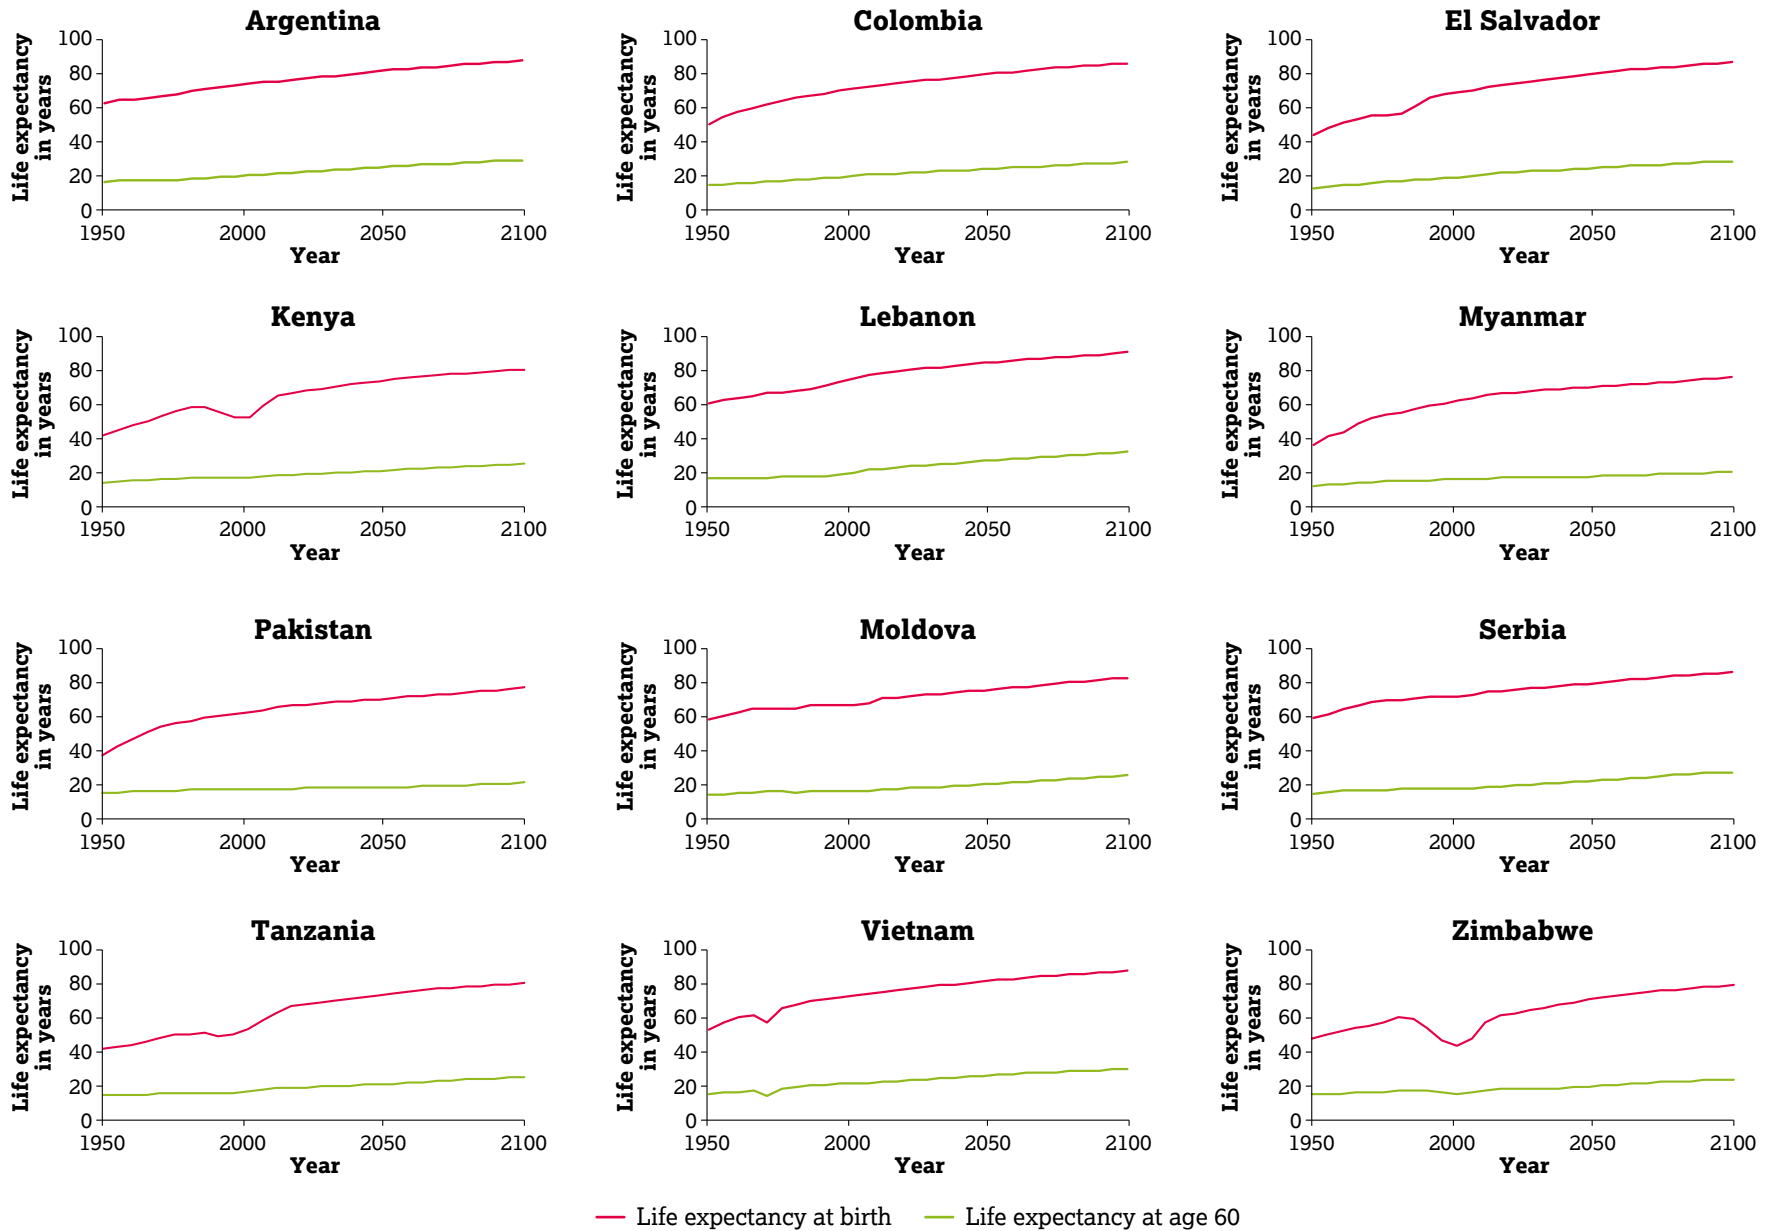 Argentina
Life expectancy
in years
100
80
60
40
20
0
1950 2000 2050 2100
Year
Colombia
Life expectancy
in years
100
80
60
40
20
0
1950 2000 2050 2100
Year
El Salvador
Life expectancy
in years
100
80
60
40
20
0
1950 2000 2050 2100
Year
Kenya
Life expectancy
in years
100
80
60
40
20
0
1950 2000 2050 2100
Year
Lebanon
Life expectancy
in years
100
80
60
40
20
0
1950 2000 2050 2100
Year
Myanmar
Life expectancy
in years
100
80
60
40
20
0
1950 2000 2050 2100
Year
Pakistan
Life expectancy
in years
100
80
60
40
20
0
1950 2000 2050 2100
Year
Moldova
Life expectancy
in years
100
80
60
40
20
0
1950 2000 2050 2100
Year
Serbia
Life expectancy
in years
100
80
60
40
20
0
1950 2000 2050 2100
Year
Tanzania
Life expectancy
in years
100
80
60
40
20
0
1950 2000 2050 2100
Year
Vietnam
Life expectancy
in years
100
80
60
40
20
0
1950 2000 2050 2100
Year
Zimbabwe
Life expectancy
in years
100
80
60
40
20
0
1950 2000 2050 2100
Year
Life expectancy at birth Life expectancy at age 60